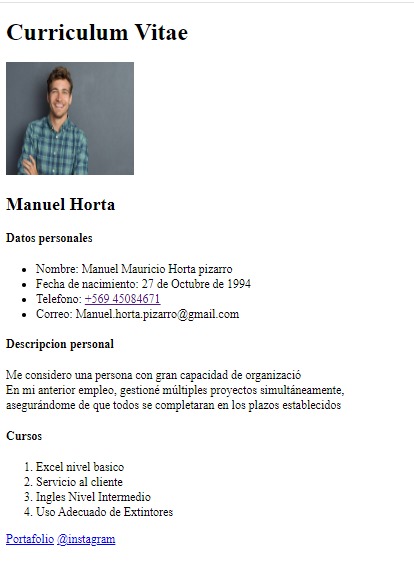 Curriculum Vitae
Manuel Horta
Datos personales
Nombre: Manuel Mauricio Horta pizarro
Fecha de nacimiento: 27 de Octubre de 1994
Telefono: +569 45084671
Correo: Manuel.horta.pizarro@gmail.com
Descripcion personal
Me considero una persona con gran capacidad de organizació
En mi anterior empleo, gestioné múltiples proyectos simultáneamente,
asegurándome de que todos se completaran en los plazos establecidos
Cursos
1. Excel nivel basico
2. Servicio al cliente
3. Ingles Nivel Intermedio
4. Uso Adecuado de Extintores
Portafolio @instagram